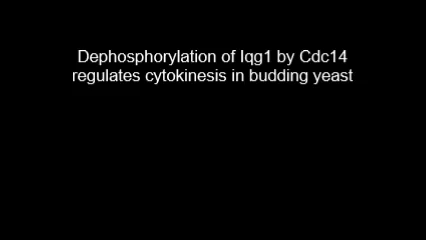 Dephosphorylation of Iqg1 by Cdc14
regulates cytokinesis in budding yeast